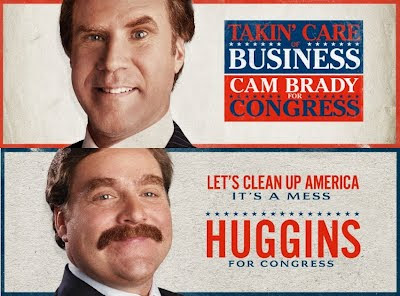 TAKIN' CARE
OF
BUSINESS
CAM BRADY
FOR
CONGRESS
LET'S CLEAN UP AMERICA
IT'S A MESS
HUGGINS
FOR CONGRESS